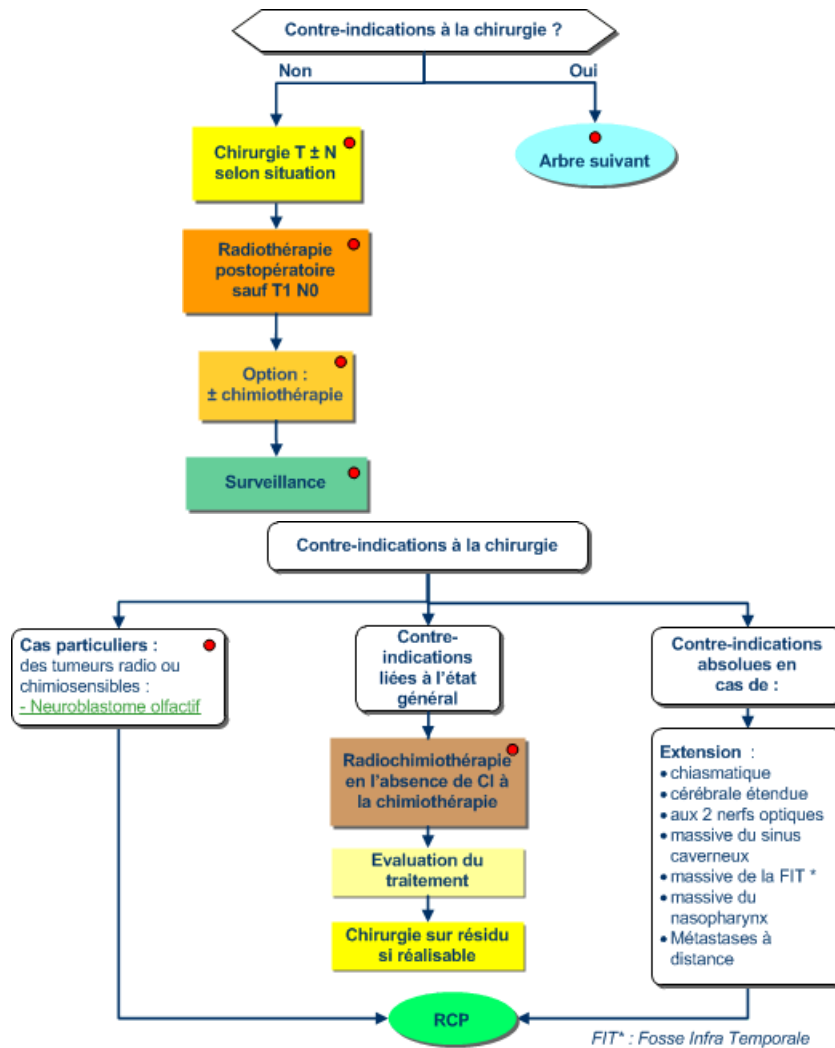 Contre-indications à la chirurgie ?
Non
Oui
Chirurgie T ± N
selon situation
Arbre suivant
Radiothérapie
postopératoire
sauf T1 N0
Option :
± chimiothérapie
Surveillance
Contre-indications à la chirurgie
Cas particuliers :
des tumeurs radio ou
chimiosensibles :
- Neuroblastome olfactif
Contre-
indications
liées à l'état
général
Radiochimiothérapie
en l'absence de CI à
la chimiothérapie
Evaluation du
traitement
Chirurgie sur résidu
si réalisable
Contre-indications
absolues en
cas de :
Extension :
• chiasmatique
• cérébrale étendue
• aux 2 nerfs optiques
• massive du sinus
caverneux
• massive de la FIT *
• massive du
nasopharynx
• Métastases à
distance
RCP
FIT* : Fosse Infra Temporale